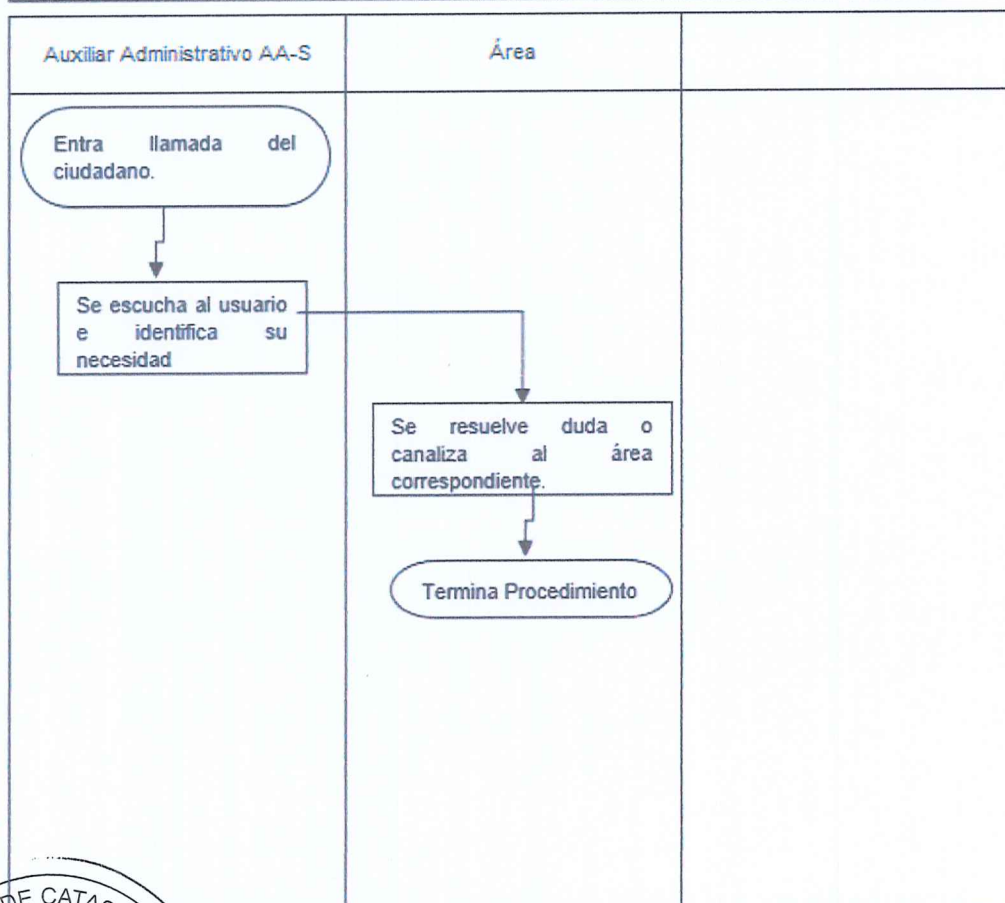 Auxiliar Administrativo AA-S
Área
Entra llamada del
ciudadano.
Se escucha al usuario
e identifica su
necesidad
Se resuelve duda o
canaliza al área
correspondiente.
Termina Procedimiento
DE